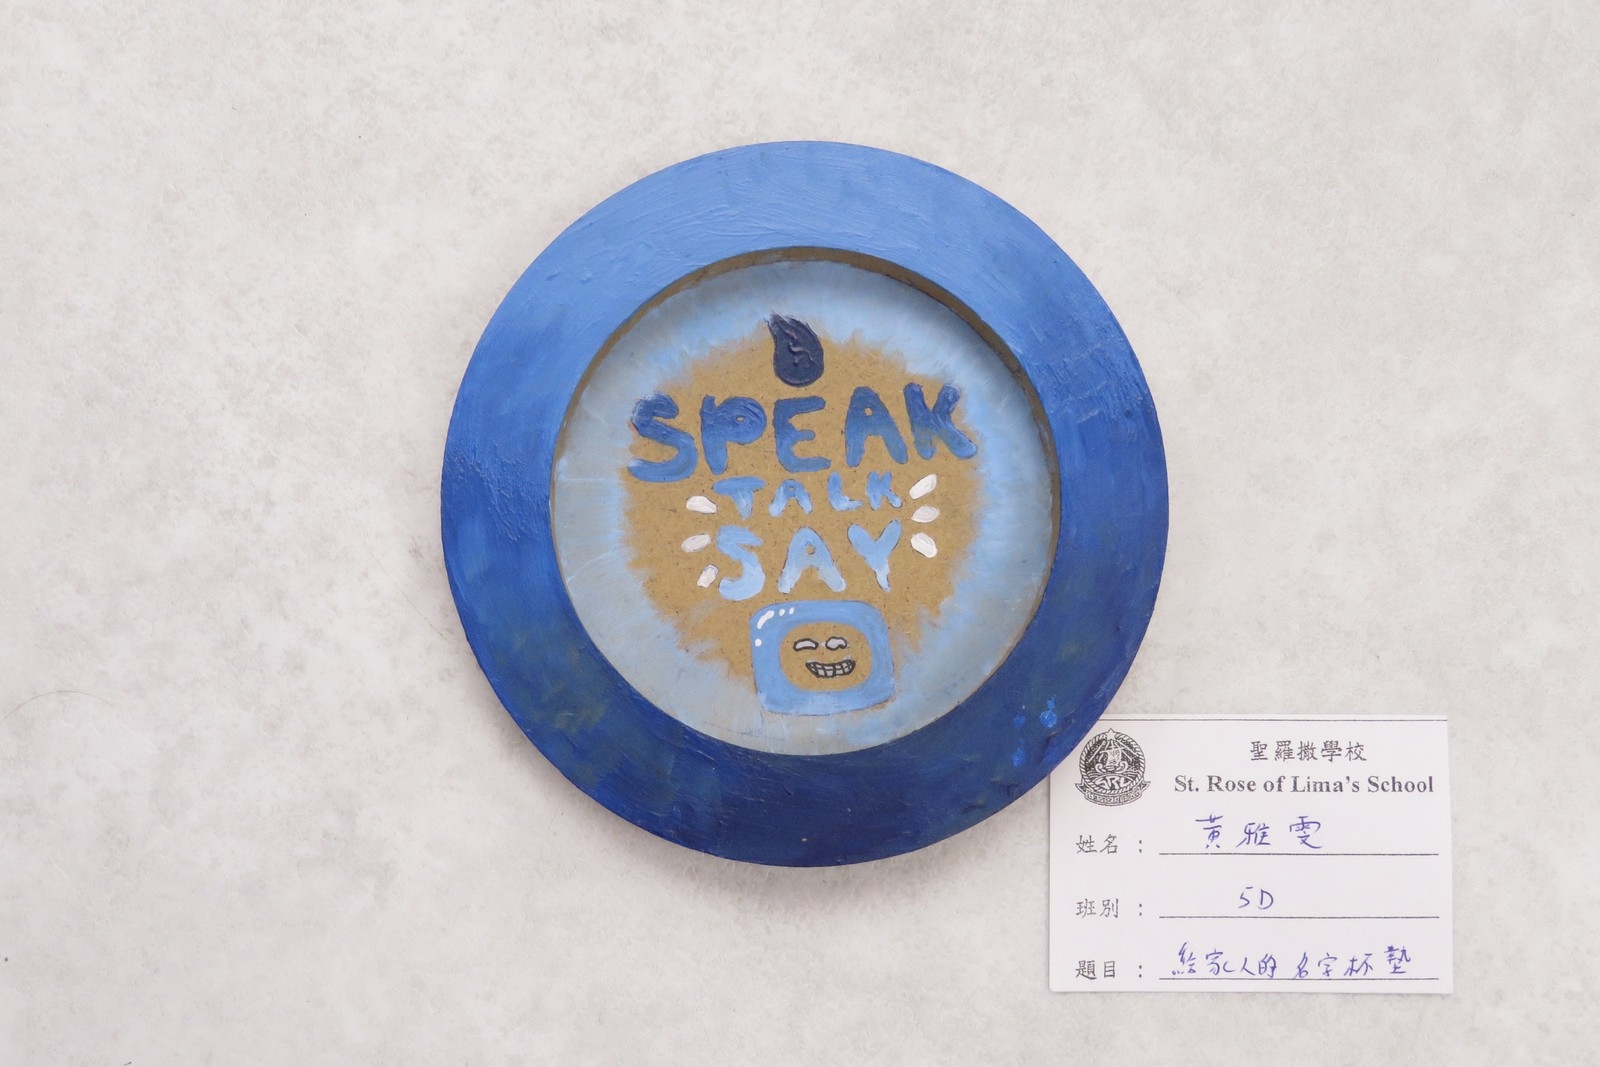 SPEAK
TALK
SAY
聖羅撒學校
St. Rose of Lima's School
姓名 : 黃雅雯
班別 : 5D
題目 : 給家人的名字杯墊